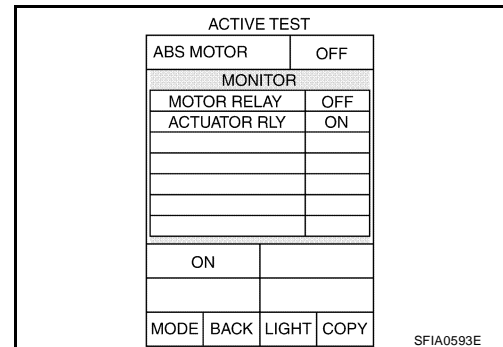 ACTIVE TEST
ABS MOTOR OFF
MONITOR
MOTOR RELAY OFF
ACTUATOR RLY ON
ON
MODE BACK LIGHT COPY
SFIA0593E